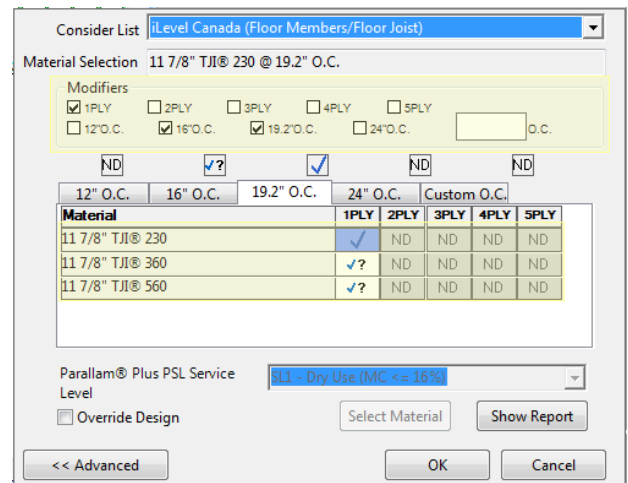 Consider List iLevel Canada (Floor Members/Floor Joist)
Material Selection 11 7/8" TJI® 230 @ 19.2" O.C.
Modifiers
1PLY 2PLY 3PLY 4PLY 5PLY
12"O.C. 16"O.C. 19.2"O.C. 24"O.C. O.C.
ND ? ND ND
12" O.C. 16" O.C. 19.2" O.C. 24" O.C. Custom O.C.
Material 1PLY 2PLY 3PLY 4PLY 5PLY
11 7/8" TJI® 230 ND ND ND ND
11 7/8" TJI® 360 ? ND ND ND ND
11 7/8" TJI® 560 ? ND ND ND ND
Parallam® Plus PSL Service SL1 - Dry Use (MC <= 16%)
Level
Override Design Select Material Show Report
<< Advanced OK Cancel